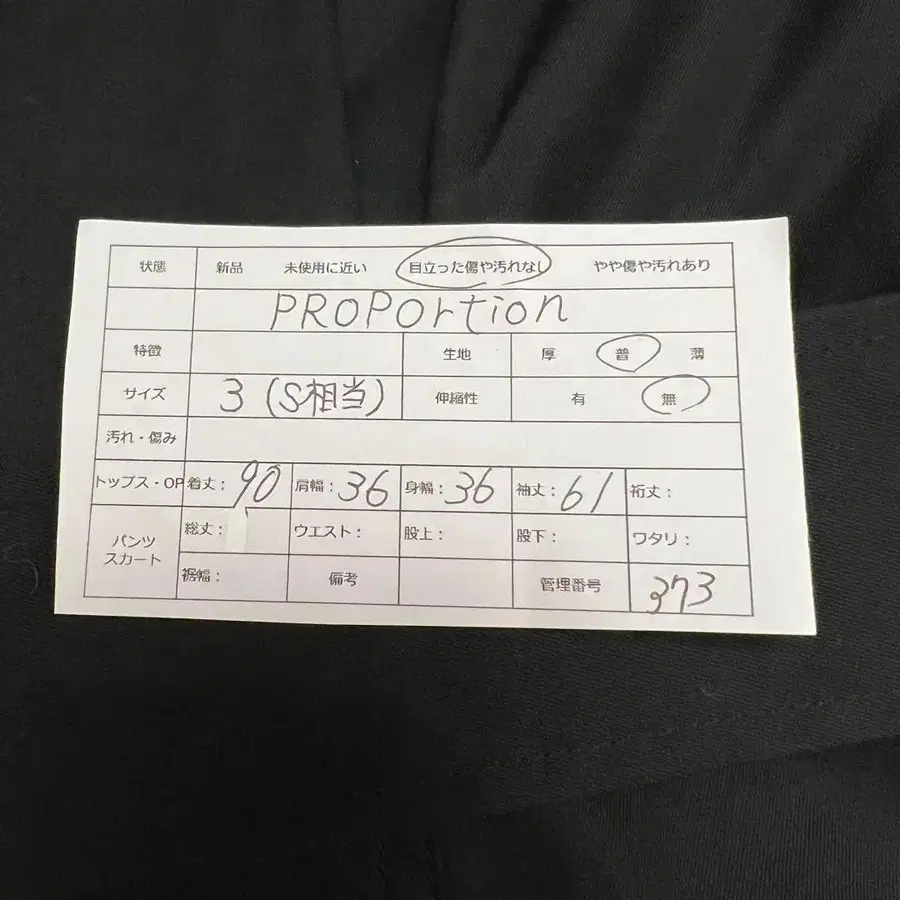 状態 新品 未使用に近い 目立った傷や汚れなし やや傷や汚れあり
PROPOrtion
特徴 生地 厚 普 薄
サイズ 3 (S相当) 伸縮性 有 無
汚れ・傷み
トップス・OP 着丈： 90 肩幅： 36 身幅： 36 袖丈： 61 裄丈：
パンツ スカート 総丈： ウエスト： 股上： 股下： ワタリ：
裾幅： 備考 管理番号 373